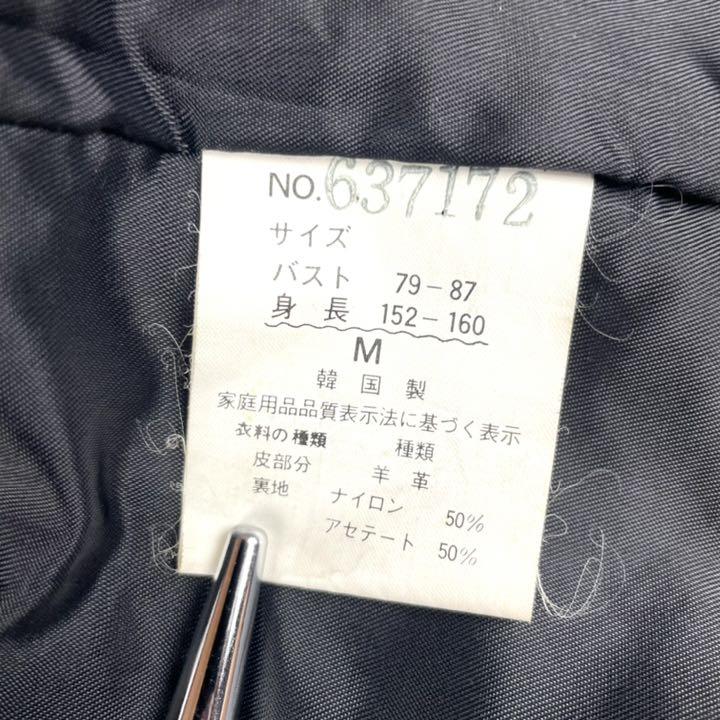 NO.637172
サイズ
バスト 79-87
身長 152-160
M
韓国製
家庭用品品質表示法に基づく表示
衣料の種類 種類
皮部分 羊革
裏地 ナイロン 50%
アセテート 50%